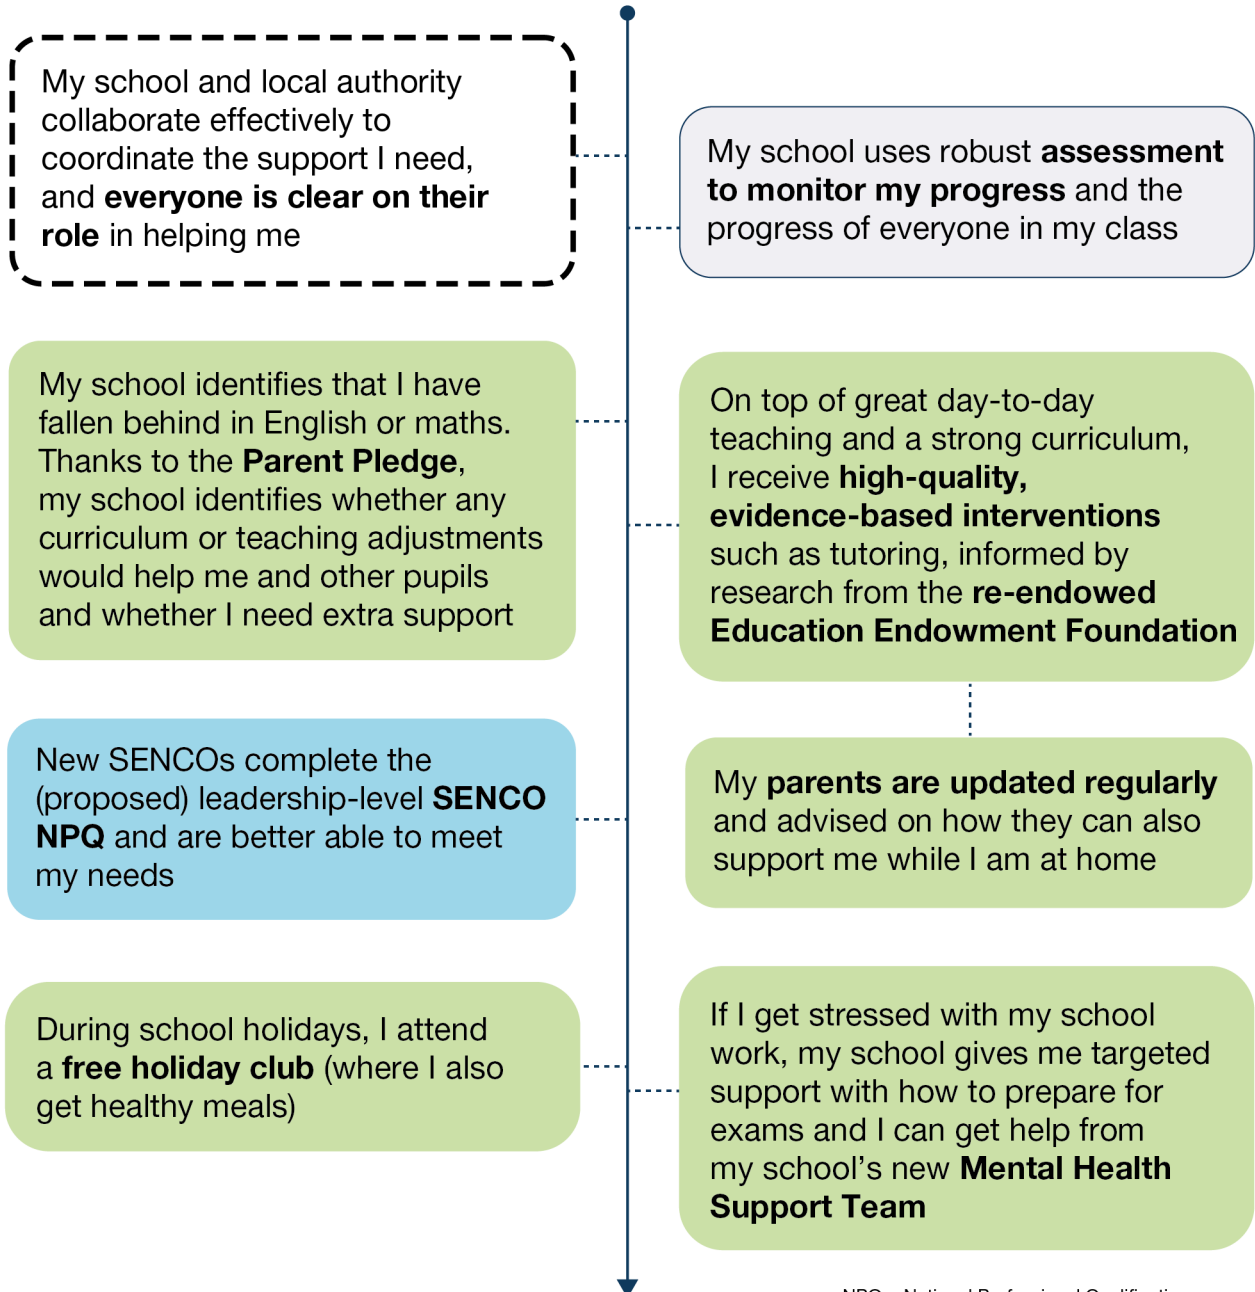 My school and local authority
collaborate effectively to
coordinate the support I need,
and everyone is clear on their
role in helping me
My school uses robust assessment
to monitor my progress and the
progress of everyone in my class
My school identifies that I have
fallen behind in English or maths.
Thanks to the Parent Pledge,
my school identifies whether any
curriculum or teaching adjustments
would help me and other pupils
and whether I need extra support
On top of great day-to-day
teaching and a strong curriculum,
I receive high-quality,
evidence-based interventions
such as tutoring, informed by
research from the re-endowed
Education Endowment Foundation
New SENCOs complete the
(proposed) leadership-level SENCO
NPQ and are better able to meet
my needs
My parents are updated regularly
and advised on how they can also
support me while I am at home
During school holidays, I attend
a free holiday club (where I also
get healthy meals)
If I get stressed with my school
work, my school gives me targeted
support with how to prepare for
exams and I can get help from
my school’s new Mental Health
Support Team